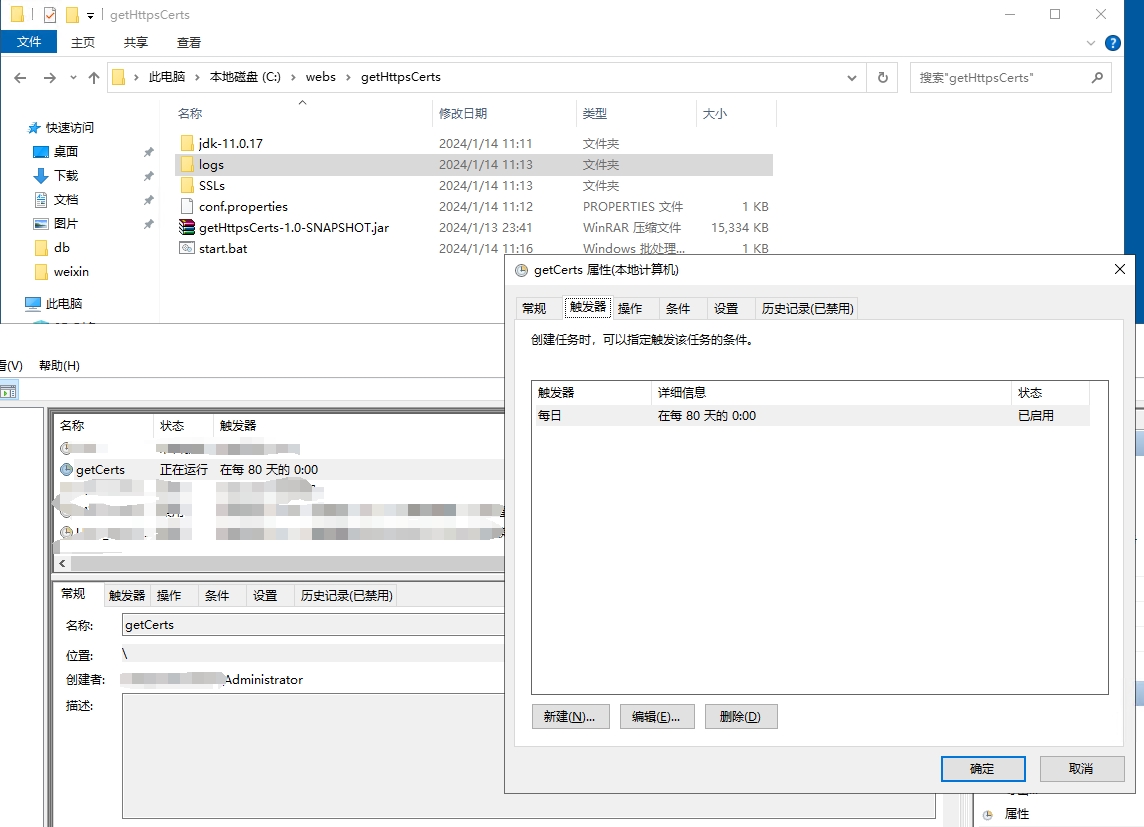 getHttpsCerts
文件 主页 共享 查看
此电脑 本地磁盘 (C:) webs getHttpsCerts 搜索"getHttpsCerts"
名称 修改日期 类型 大小
快速访问
桌面
下载
文档
图片
db
weixin
此电脑
jdk-11.0.17 2024/1/14 11:11 文件夹
logs 2024/1/14 11:13 文件夹
SSLs 2024/1/14 11:13 文件夹
conf.properties 2024/1/14 11:12 PROPERTIES 文件 1 KB
getHttpsCerts-1.0-SNAPSHOT.jar 2024/1/13 23:41 WinRAR 压缩文件 15,334 KB
start.bat 2024/1/14 11:16 Windows 批处理... 1 KB
看(V) 帮助(H)
名称 状态 触发器
getCerts 正在运行 在每 80 天的 0:00
常规 触发器 操作 条件 设置 历史记录(已禁用)
名称: getCerts
位置: \
创建者: Administrator
描述:
getCerts 属性(本地计算机)
常规 触发器 操作 条件 设置 历史记录(已禁用)
创建任务时，可以指定触发该任务的条件。
触发器 详细信息 状态
每日 在每 80 天的 0:00 已启用
新建(N)... 编辑(E)... 删除(D)
确定 取消
属性